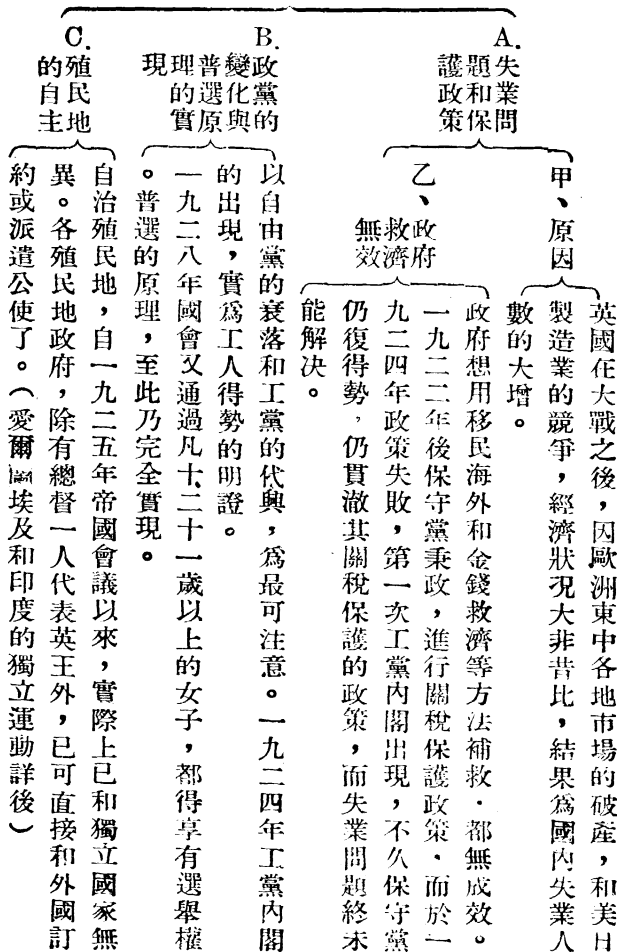 A.失業問
題和保
護政策
甲、原因
英國在大戰之後，因歐洲東中各地市場的破產，和美日
製造業的競爭，經濟狀況大非昔比，結果爲國內失業人
數的大增。
乙、政府
救濟
無效
政府想用移民海外和金錢救濟等方法補救．都無成效。
一九二二年後保守黨秉政，進行關稅保護政策．而於一
九二四年政策失敗，第一次工黨內閣出現，不久保守黨
仍復得勢，仍貫澈其關稅保護的政策，而失業問題終未
能解決。
B.政黨的
變化與
普選原
理的實
現
以自由黨的衰落和工黨的代興，爲最可注意。一九二四年工黨內閣
的出現，實爲工人得勢的明證。
一九二八年國會又通過凡十、二十一歲以上的女子，都得享有選舉權
。普選的原理，至此乃完全實現。
C.殖民地
的自主
自治殖民地，自一九二五年帝國會議以來，實際上已和獨立國家無
異。各殖民地政府，除有總督一人代表英王外，已可直接和外國訂
約或派遣公使了。（愛爾蘭埃及和印度的獨立運動詳後）